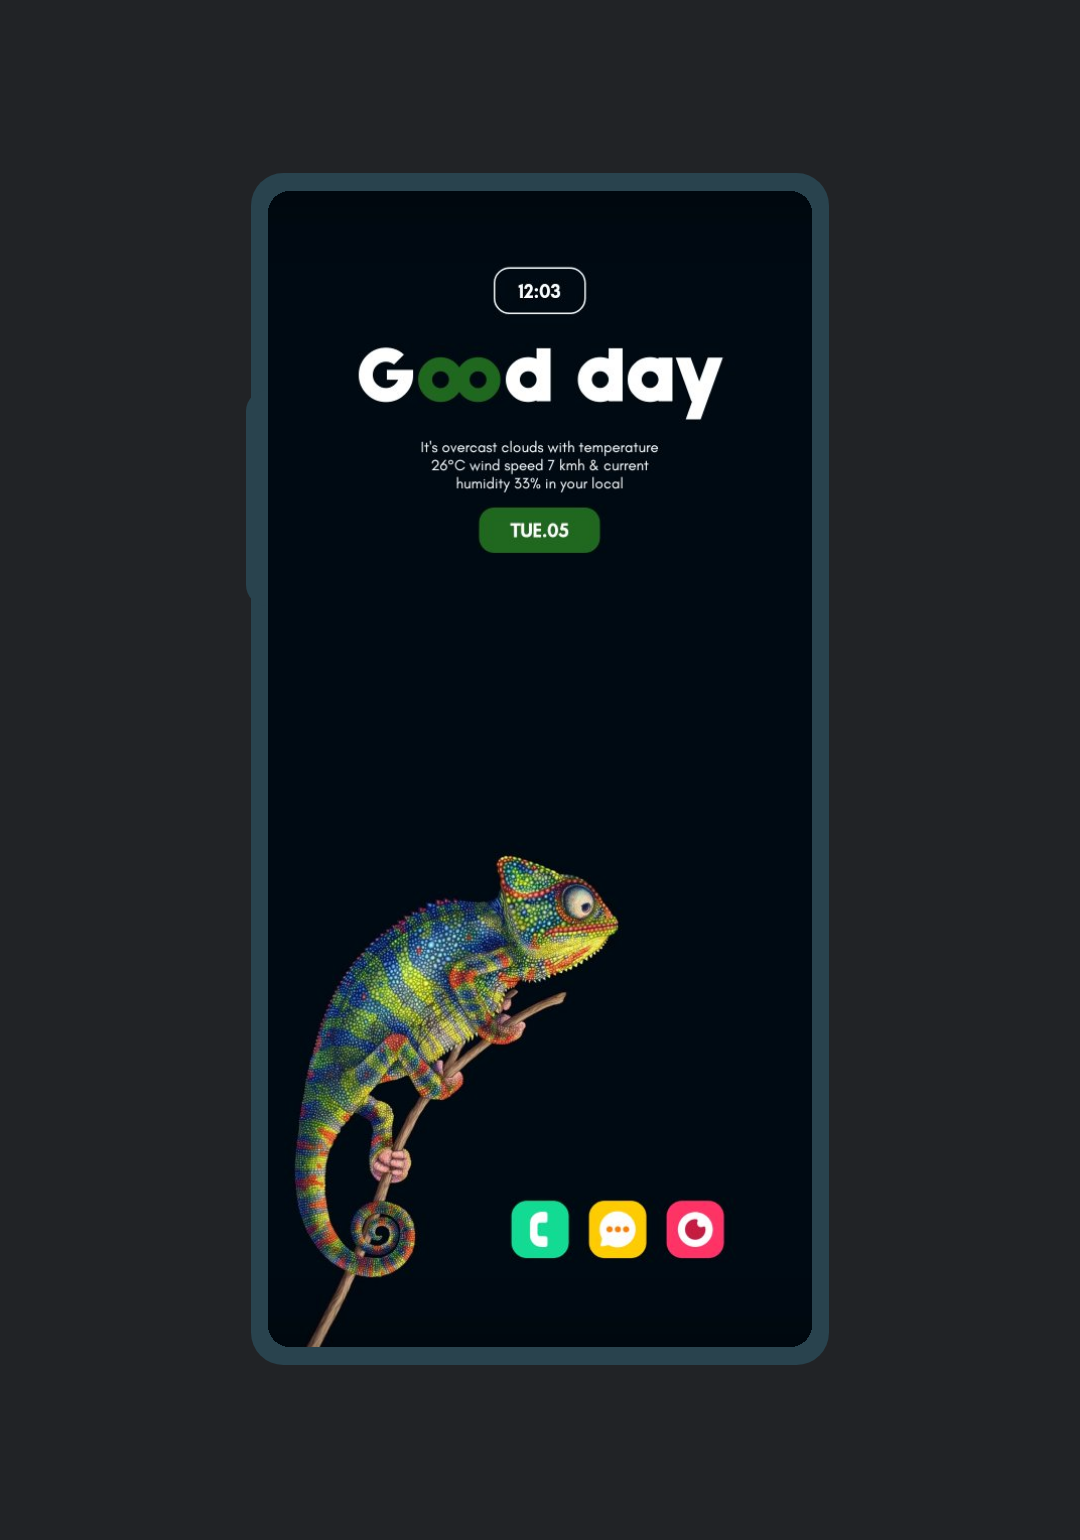 12:03
Good day
It's overcast clouds with temperature
26°C wind speed 7 kmh & current
humidity 33% in your local
TUE.05